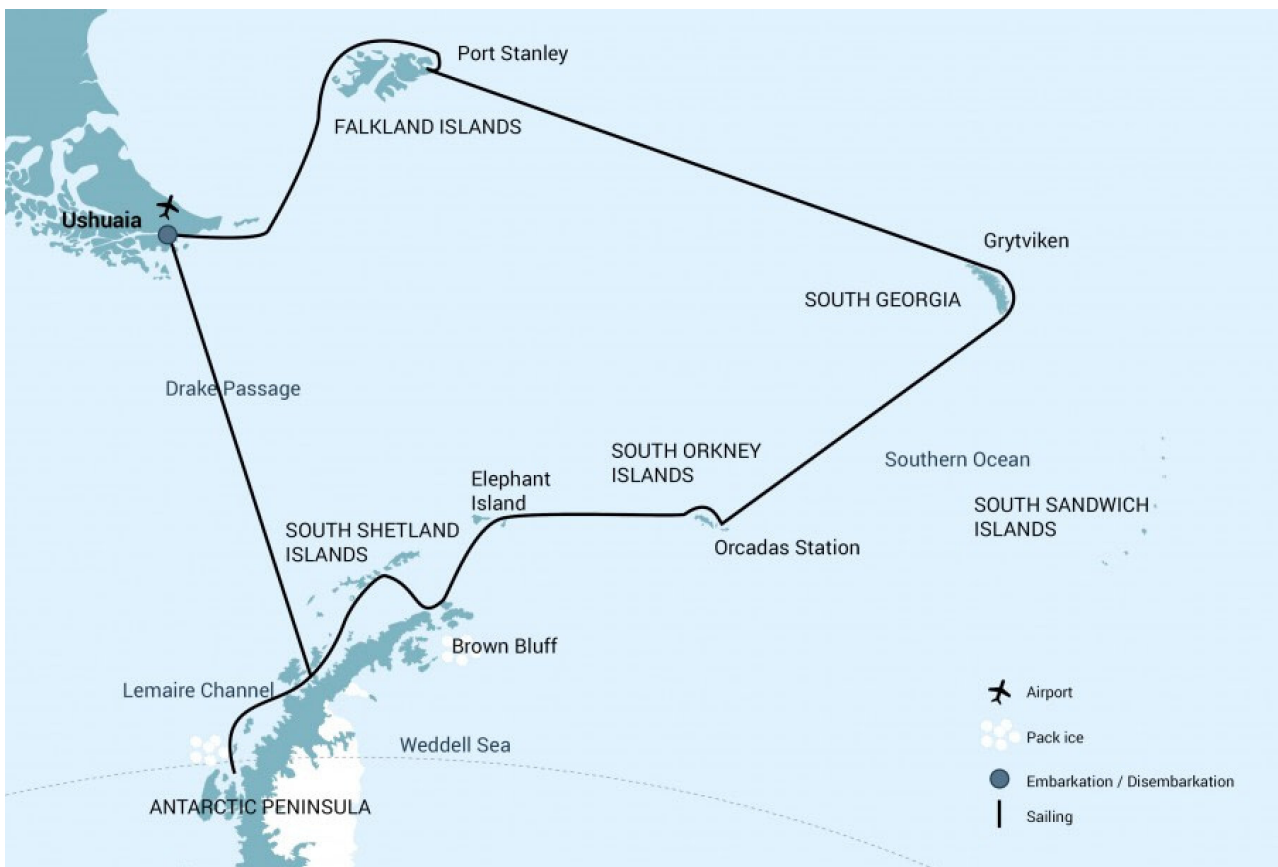 Port Stanley
FALKLAND ISLANDS
Ushuaia
Grytviken
SOUTH GEORGIA
Drake Passage
SOUTH ORKNEY
ISLANDS
Southern Ocean
Elephant
Island
SOUTH SANDWICH
ISLANDS
SOUTH SHETLAND
ISLANDS
Orcadas Station
Brown Bluff
Lemaire Channel
Weddell Sea
ANTARCTIC PENINSULA
Airport
Pack ice
Embarkation / Disembarkation
Sailing